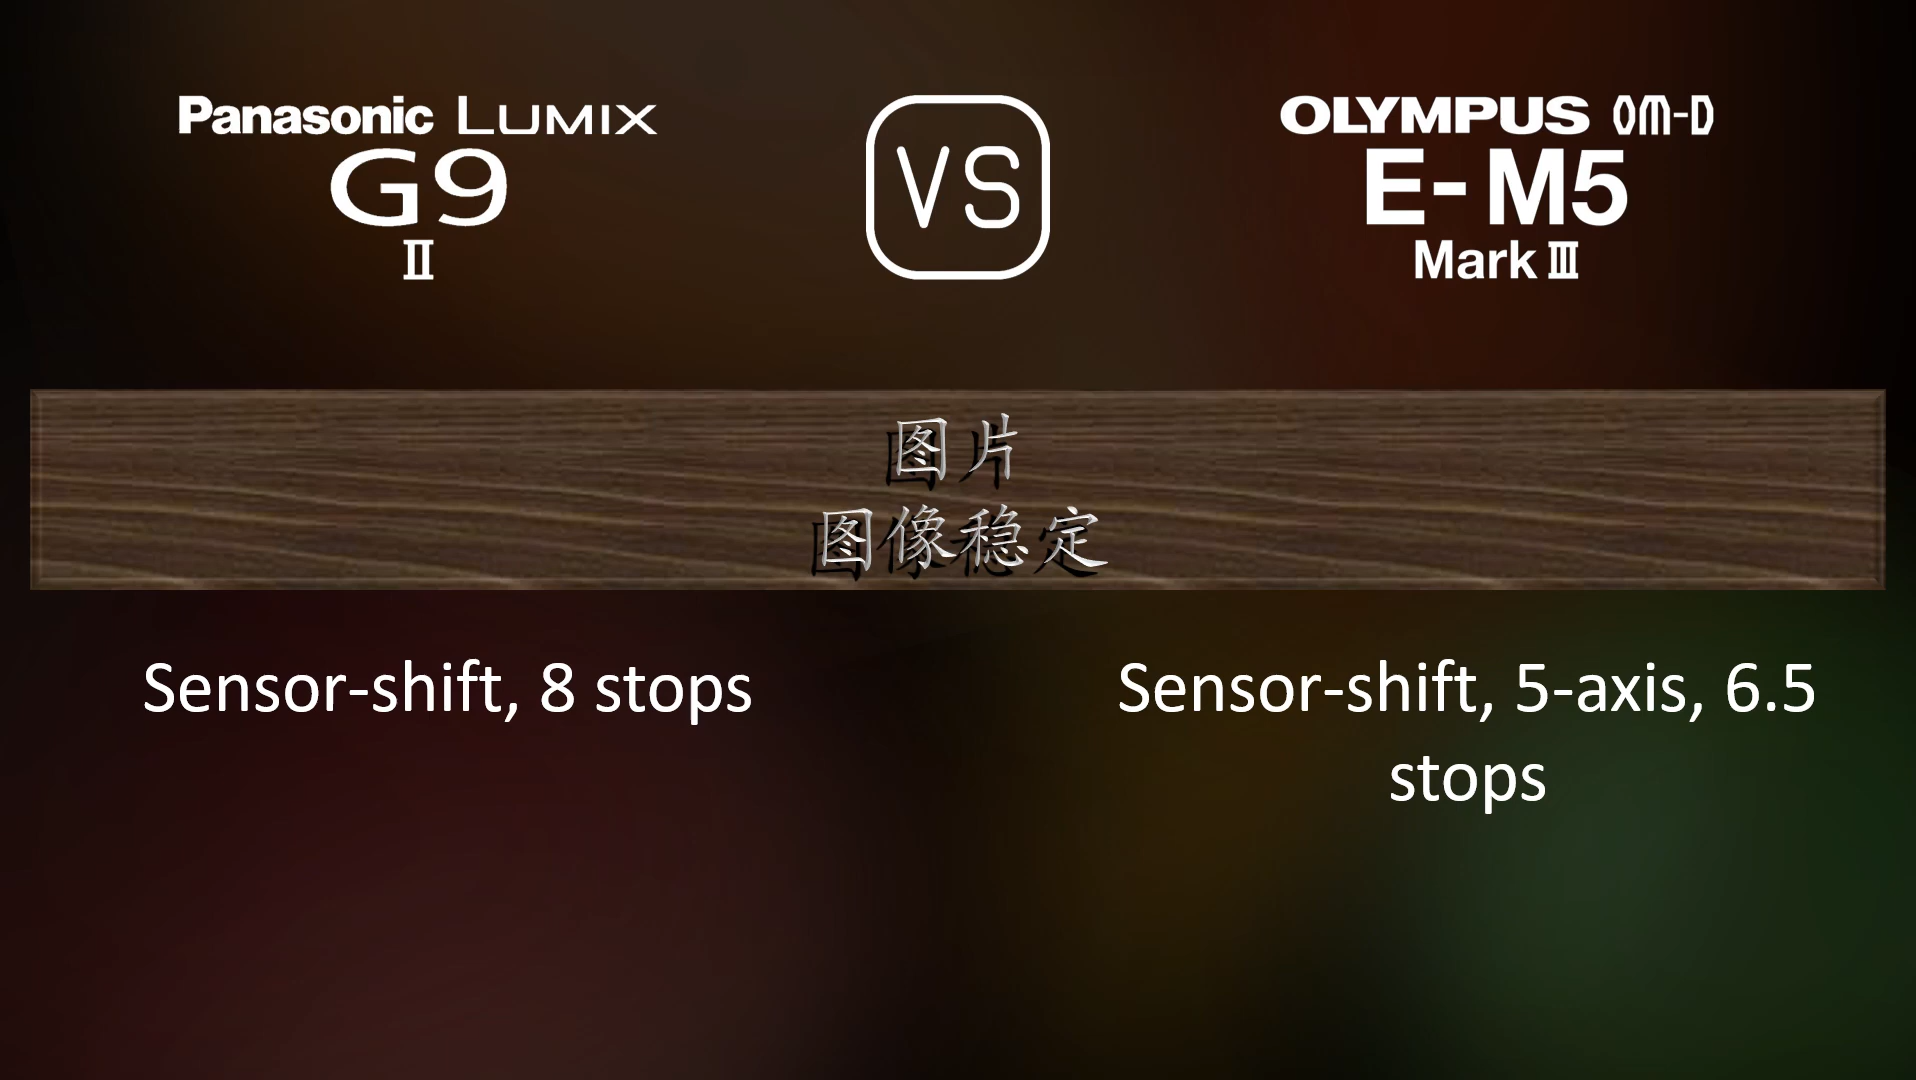 Panasonic LUMIX
G9
II
VS
OLYMPUS OM-D
E-M5
Mark III
图片
图像稳定
Sensor-shift, 8 stops
Sensor-shift, 5-axis, 6.5
stops